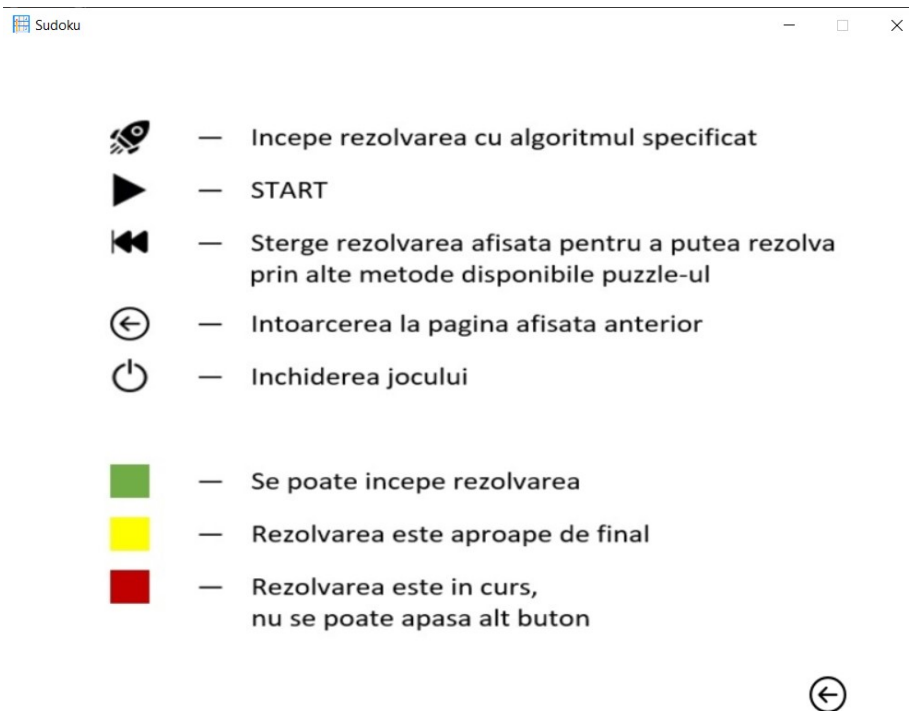 Sudoku
— Incepe rezolvarea cu algoritmul specificat
— START
— Sterge rezolvarea afisata pentru a putea rezolva
prin alte metode disponibile puzzle-ul
— Intoarcerea la pagina afisata anterior
— Inchiderea jocului
— Se poate incepe rezolvarea
— Rezolvarea este aproape de final
— Rezolvarea este in curs,
nu se poate apasa alt buton